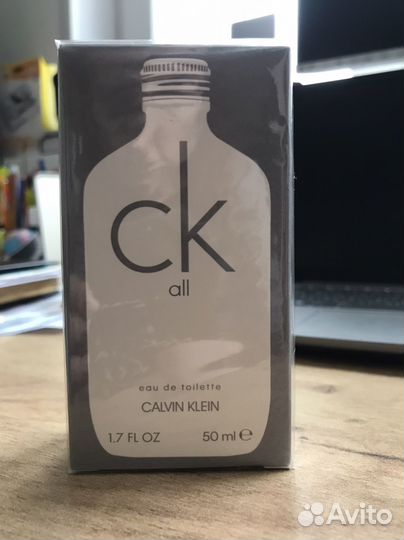 ck
all
eau de toilette
CALVIN KLEIN
1.7 FL OZ 50 ml ℮
Avito